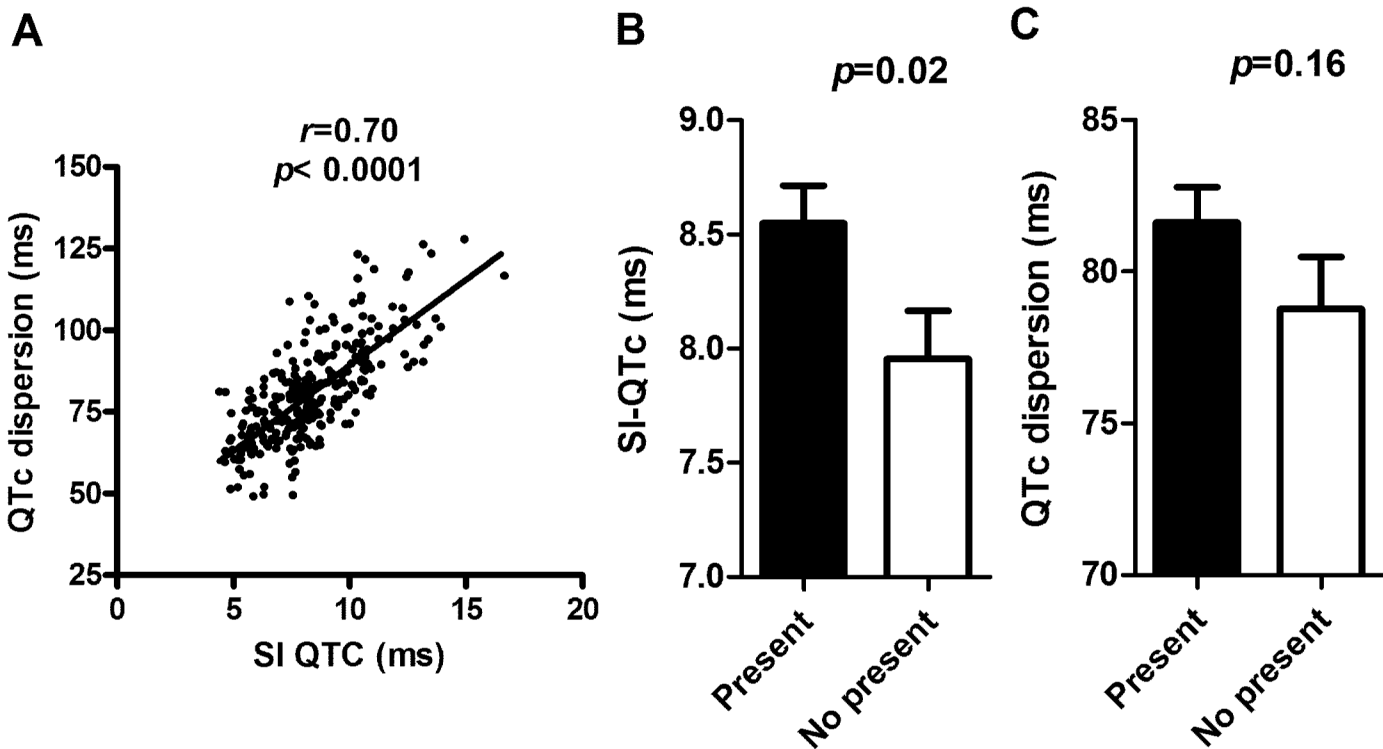 A
r=0.70
p< 0.0001
QTc dispersion (ms)
150
125
100
75
50
25
0
5
10
15
20
SI QTC (ms)
B
p=0.02
SI-QTc (ms)
9.0
8.5
8.0
7.5
7.0
Present
No present
C
p=0.16
QTc dispersion (ms)
85
80
75
70
Present
No present